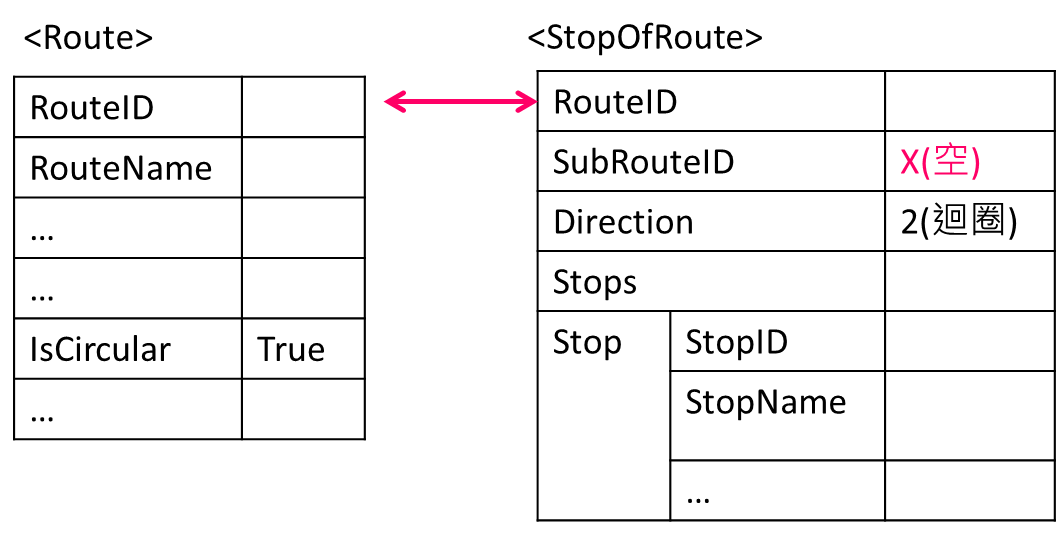 <Route>
RouteID
RouteName
...
...
IsCircular True
...
<StopOfRoute>
RouteID
SubRouteID X(空)
Direction 2(迴圈)
Stops
Stop StopID
StopName
...